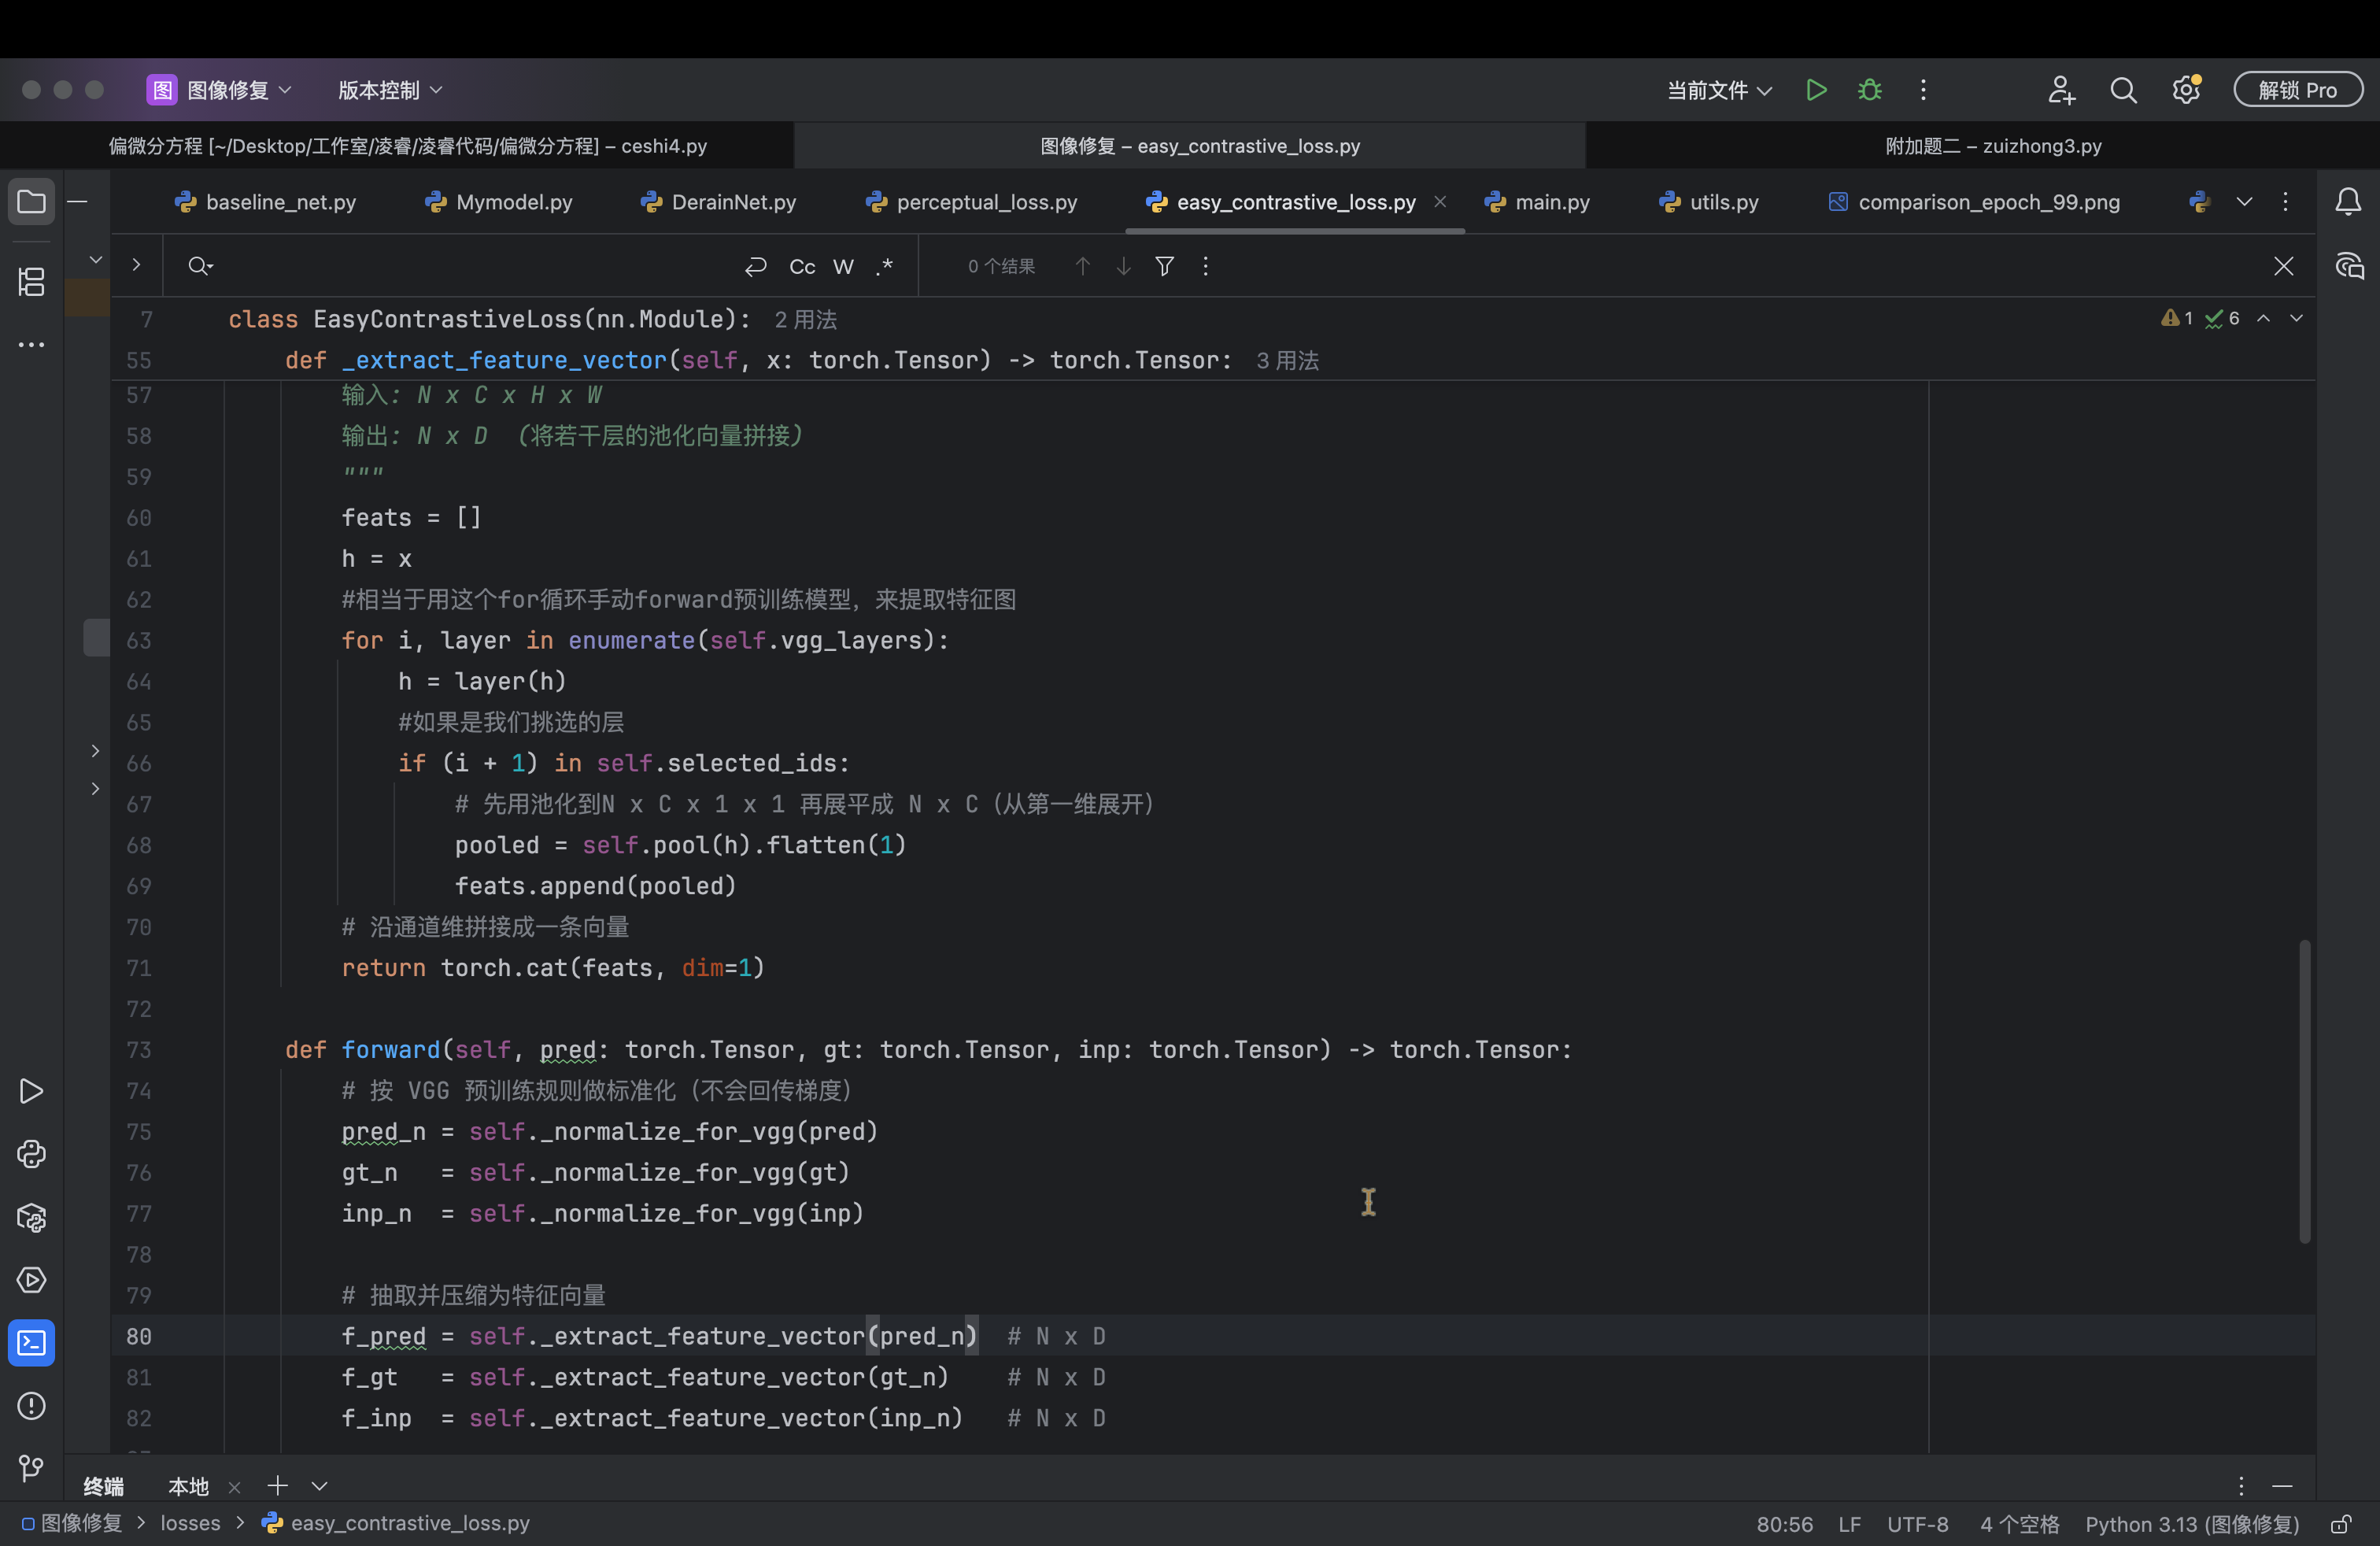 图 图像修复 版本控制 当前文件 解锁 Pro
偏微分方程 [~/Desktop/工作室/凌睿/凌睿代码/偏微分方程] – ceshi4.py 图像修复 – easy_contrastive_loss.py 附加题二 – zuizhong3.py
baseline_net.py Mymodel.py DerainNet.py perceptual_loss.py easy_contrastive_loss.py main.py utils.py comparison_epoch_99.png
Cc W .* 0 个结果
7 class EasyContrastiveLoss(nn.Module): 2 用法 1 6
55 def _extract_feature_vector(self, x: torch.Tensor) -> torch.Tensor: 3 用法
57 输入: N x C x H x W
58 输出: N x D （将若干层的池化向量拼接）
59 """
60 feats = []
61 h = x
62 #相当于用这个for循环手动forward预训练模型，来提取特征图
63 for i, layer in enumerate(self.vgg_layers):
64 h = layer(h)
65 #如果是我们挑选的层
66 if (i + 1) in self.selected_ids:
67 # 先用池化到N x C x 1 x 1 再展平成 N x C（从第一维展开）
68 pooled = self.pool(h).flatten(1)
69 feats.append(pooled)
70 # 沿通道维拼接成一条向量
71 return torch.cat(feats, dim=1)
72
73 def forward(self, pred: torch.Tensor, gt: torch.Tensor, inp: torch.Tensor) -> torch.Tensor:
74 # 按 VGG 预训练规则做标准化（不会回传梯度）
75 pred_n = self._normalize_for_vgg(pred)
76 gt_n   = self._normalize_for_vgg(gt)
77 inp_n  = self._normalize_for_vgg(inp)
78
79 # 抽取并压缩为特征向量
80 f_pred = self._extract_feature_vector(pred_n)  # N x D
81 f_gt   = self._extract_feature_vector(gt_n)    # N x D
82 f_inp  = self._extract_feature_vector(inp_n)   # N x D
终端 本地
图像修复 > losses > easy_contrastive_loss.py 80:56 LF UTF-8 4 个空格 Python 3.13 (图像修复)